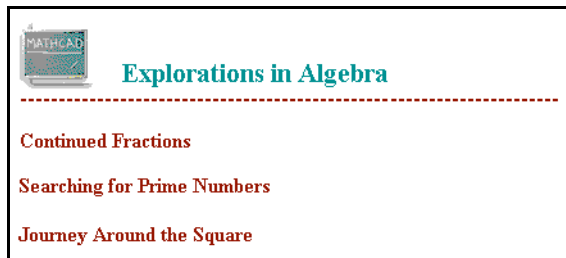 MATHCAD
Explorations in Algebra
Continued Fractions
Searching for Prime Numbers
Journey Around the Square